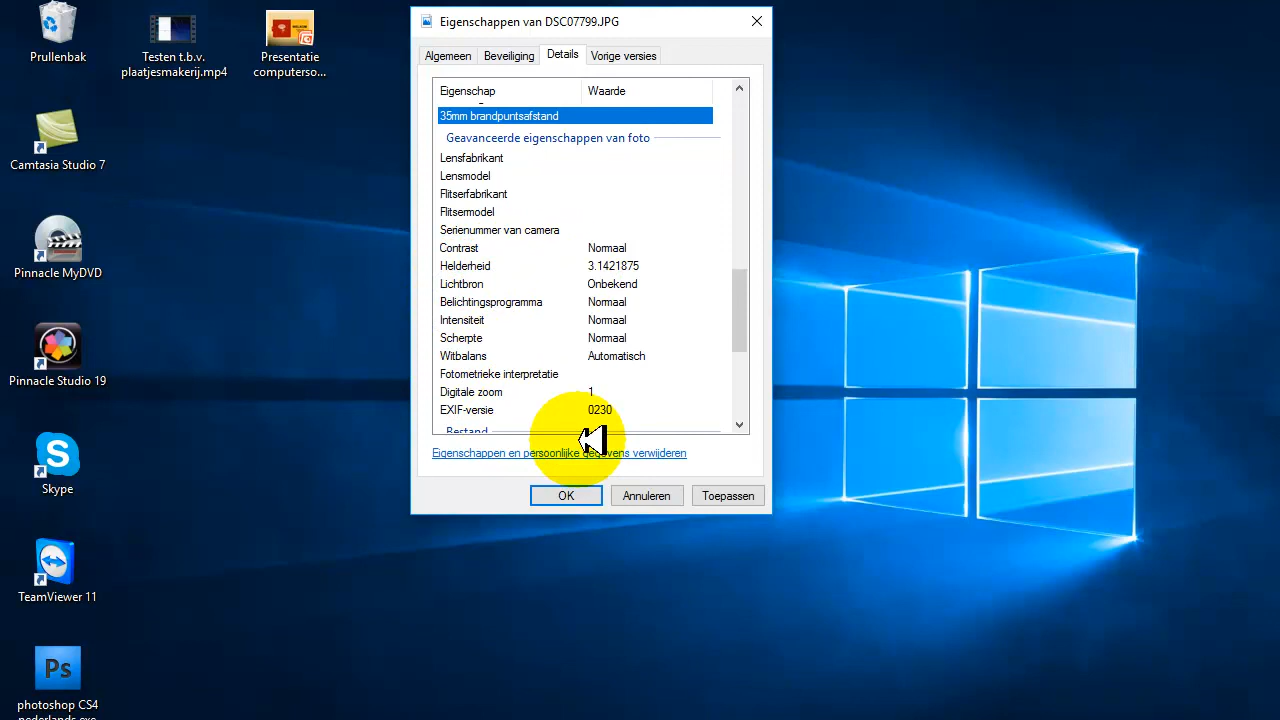 Prullenbak
Testen t.b.v.
plaatjesmakerij.mp4
Presentatie
computerso...
Camtasia Studio 7
Pinnacle MyDVD
Pinnacle Studio 19
Skype
TeamViewer 11
Ps
photoshop CS4
nederlands.exe
Eigenschappen van DSC07799.JPG
Algemeen Beveiliging Details Vorige versies
Eigenschap Waarde
35mm brandpuntsafstand
Geavanceerde eigenschappen van foto
Lensfabrikant
Lensmodel
Flitserfabrikant
Flitsermodel
Serienummer van camera
Contrast Normaal
Helderheid 3.1421875
Lichtbron Onbekend
Belichtingsprogramma Normaal
Intensiteit Normaal
Scherpte Normaal
Witbalans Automatisch
Fotometrieke interpretatie
Digitale zoom 1
EXIF-versie 0230
Bestand
Eigenschappen en persoonlijke gegevens verwijderen
OK Annuleren Toepassen